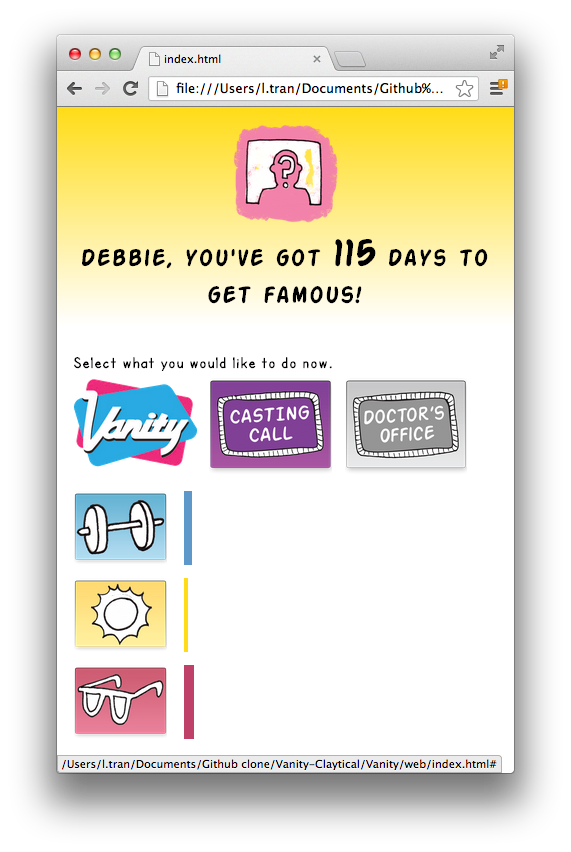 index.html
file:///Users/l.tran/Documents/Github%...
?
DEBBIE, YOU'VE GOT 115 DAYS TO
GET FAMOUS!
Select what you would like to do now.
Vanity
CASTING
CALL
DOCTOR'S
OFFICE
/Users/l.tran/Documents/Github clone/Vanity-Claytical/Vanity/web/index.html#